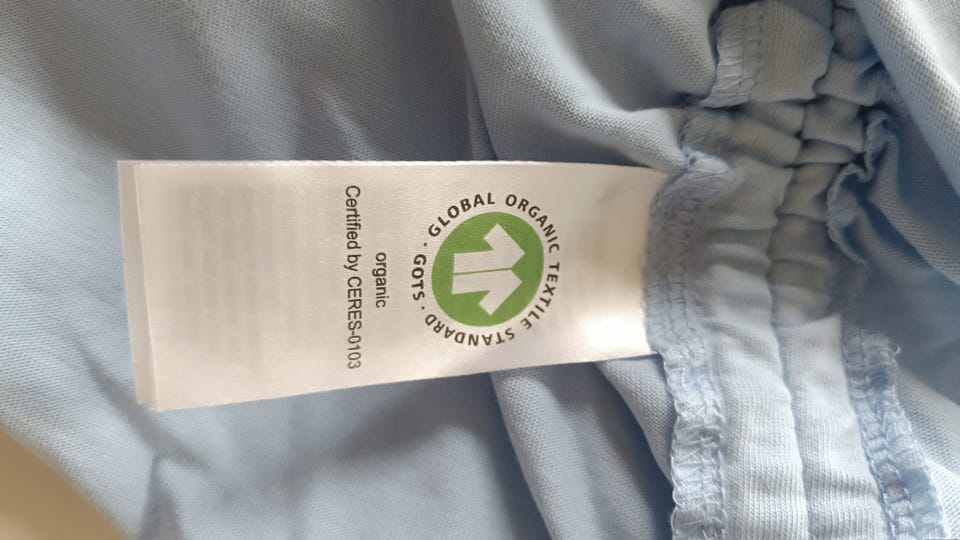 GLOBAL ORGANIC TEXTILE STANDARD · GOTS ·
organic
Certified by CERES-0103